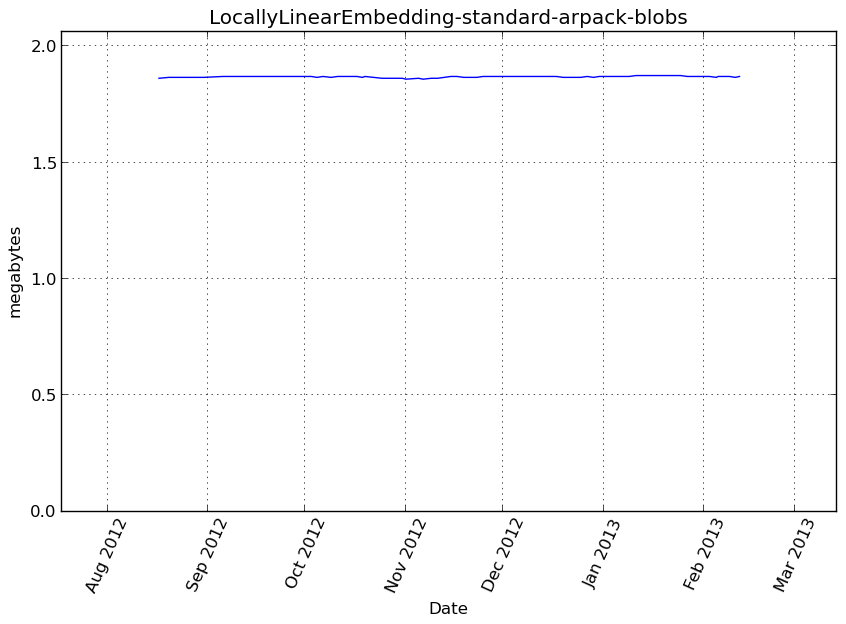 LocallyLinearEmbedding-standard-arpack-blobs
megabytes
2.0
1.5
1.0
0.5
0.0
Aug 2012
Sep 2012
Oct 2012
Nov 2012
Dec 2012
Jan 2013
Feb 2013
Mar 2013
Date